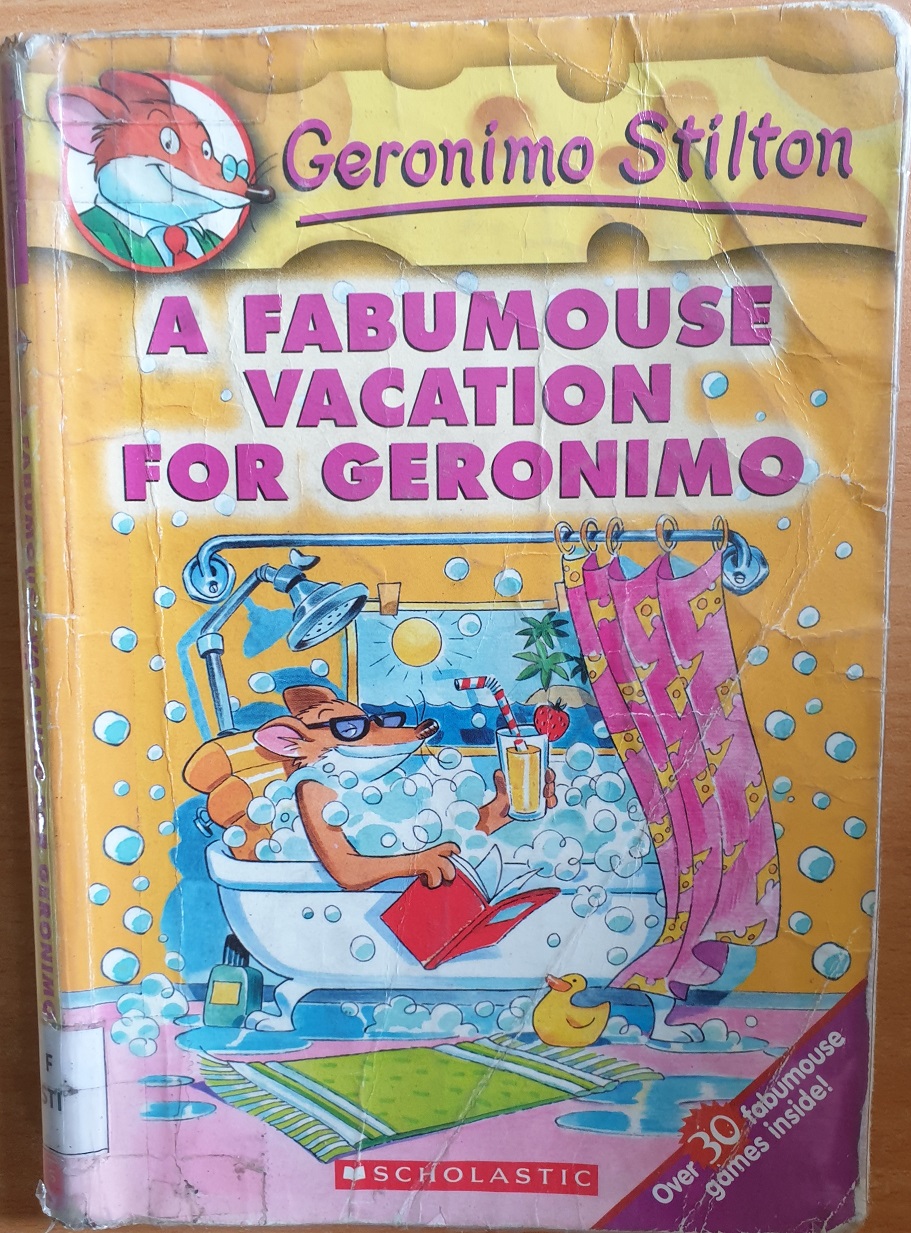 Geronimo Stilton
A FABUMOUSE
VACATION
FOR GERONIMO
F
SCHOLASTIC
Over 30 fabumouse
games inside!